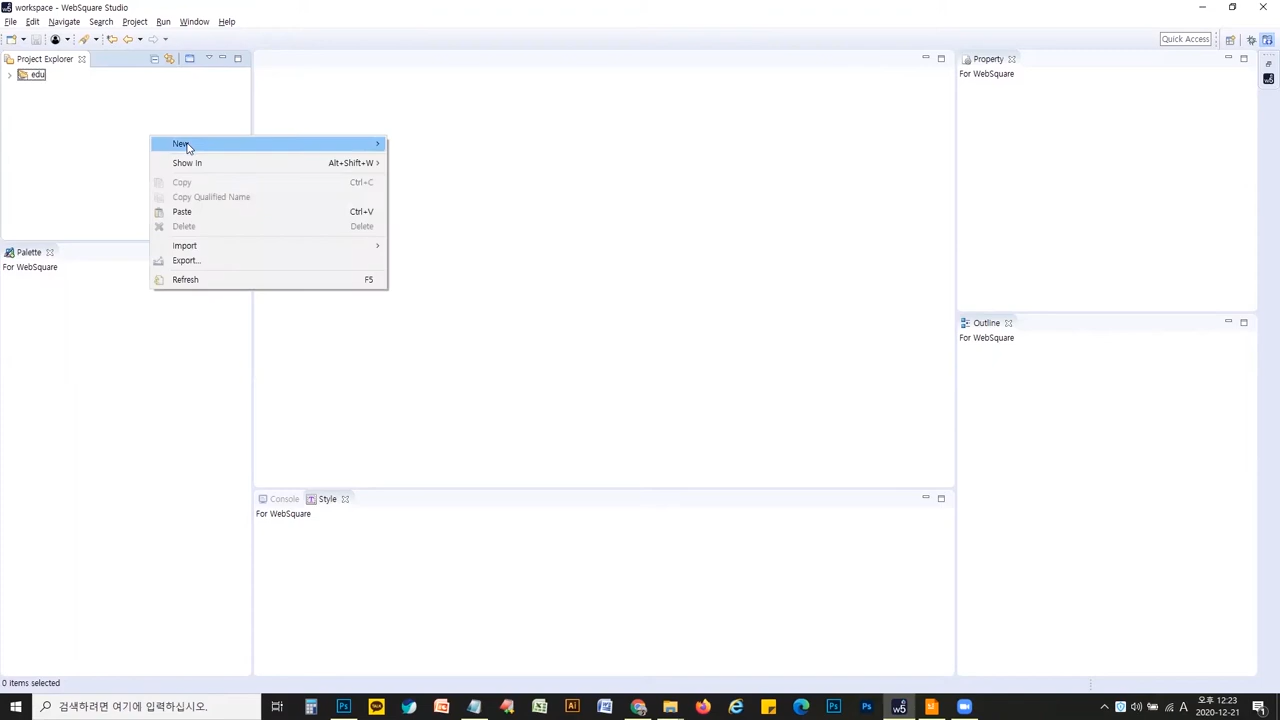 workspace - WebSquare Studio
File Edit Navigate Search Project Run Window Help
Quick Access
Project Explorer
edu
New
Show In Alt+Shift+W
Copy Ctrl+C
Copy Qualified Name
Paste Ctrl+V
Delete Delete
Import
Export...
Refresh F5
Palette
For WebSquare
Console Style
For WebSquare
Property
For WebSquare
Outline
For WebSquare
0 items selected
검색하려면 여기에 입력하십시오.
A
오후 12:23
2020-12-21